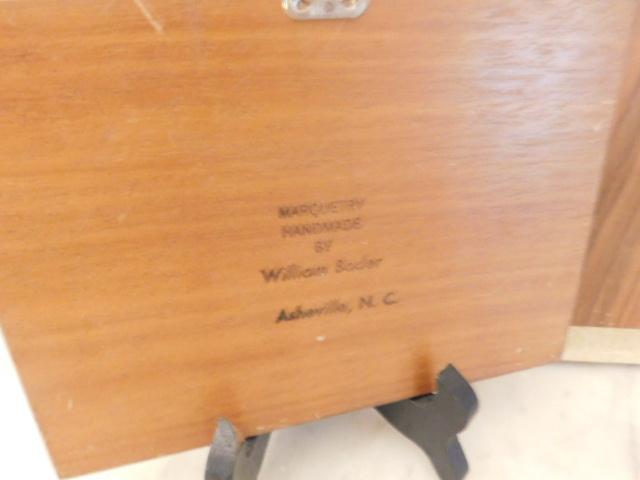 MARQUETRY
HANDMADE
BY
William Bader
Asheville, N. C.